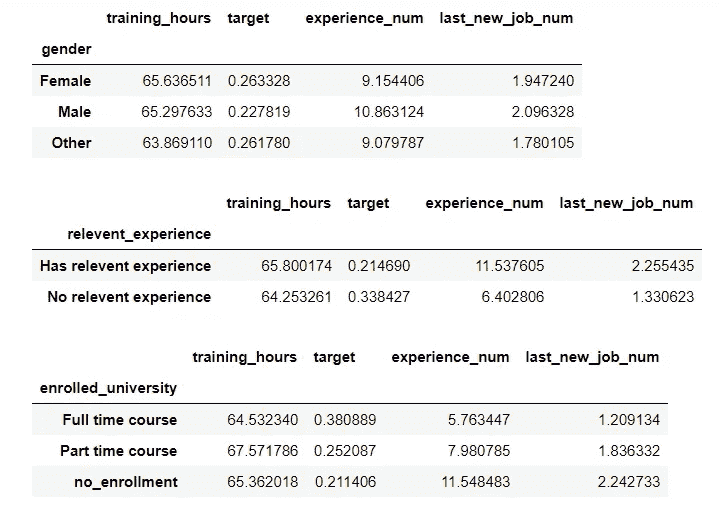 training_hours target experience_num last_new_job_num
gender
Female 65.636511 0.263328 9.154406 1.947240
Male 65.297633 0.227819 10.863124 2.096328
Other 63.869110 0.261780 9.079787 1.780105
training_hours target experience_num last_new_job_num
relevent_experience
Has relevent experience 65.800174 0.214690 11.537605 2.255435
No relevent experience 64.253261 0.338427 6.402806 1.330623
training_hours target experience_num last_new_job_num
enrolled_university
Full time course 64.532340 0.380889 5.763447 1.209134
Part time course 67.571786 0.252087 7.980785 1.836332
no_enrollment 65.362018 0.211406 11.548483 2.242733